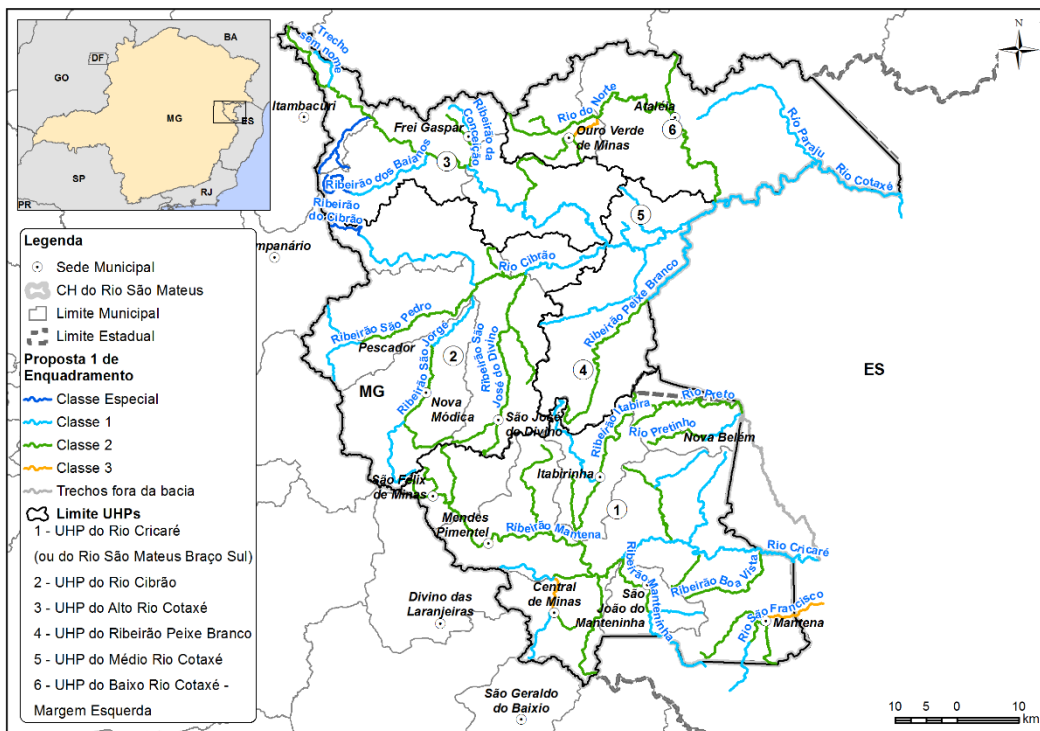 BA
DF
GO
MG
ES
SP
RJ
PR
N
Trecho
sem nome
Itambacuri
Frei Gaspar
Ribeirão da
Conceição
Rio do Norte
Ouro Verde
de Minas
Ataléia
6
Rio Paraju
Rio Cotaxé
3
Ribeirão dos Baianos
Ribeirão
do Cibrão
5
mpanário
Rio Cibrão
Ribeirão Peixe Branco
Ribeirão São Pedro
Pescador
Ribeirão São Jorge
2
Ribeirão São
José do Divino
4
MG
ES
Nova
Módica
São José
do Divino
Ribeirão Itabira
Rio Preto
Rio Pretinho
Nova Belém
Itabirinha
São Félix
de Minas
1
Mendes
Pimentel
Ribeirão Mantena
Rio Cricaré
Ribeirão Manteninha
Ribeirão Boa Vista
Central
de Minas
São
João do
Manteninha
Rio São Francisco
Mantena
Divino das
Laranjeiras
São Geraldo
do Baixio
10 5 0 10
km
Legenda
Sede Municipal
CH do Rio São Mateus
Limite Municipal
Limite Estadual
Proposta 1 de
Enquadramento
Classe Especial
Classe 1
Classe 2
Classe 3
Trechos fora da bacia
Limite UHPs
1 - UHP do Rio Cricaré
(ou do Rio São Mateus Braço Sul)
2 - UHP do Rio Cibrão
3 - UHP do Alto Rio Cotaxé
4 - UHP do Ribeirão Peixe Branco
5 - UHP do Médio Rio Cotaxé
6 - UHP do Baixo Rio Cotaxé -
Margem Esquerda